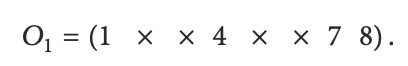 O₁ = (1 × × 4 × × 7 8).